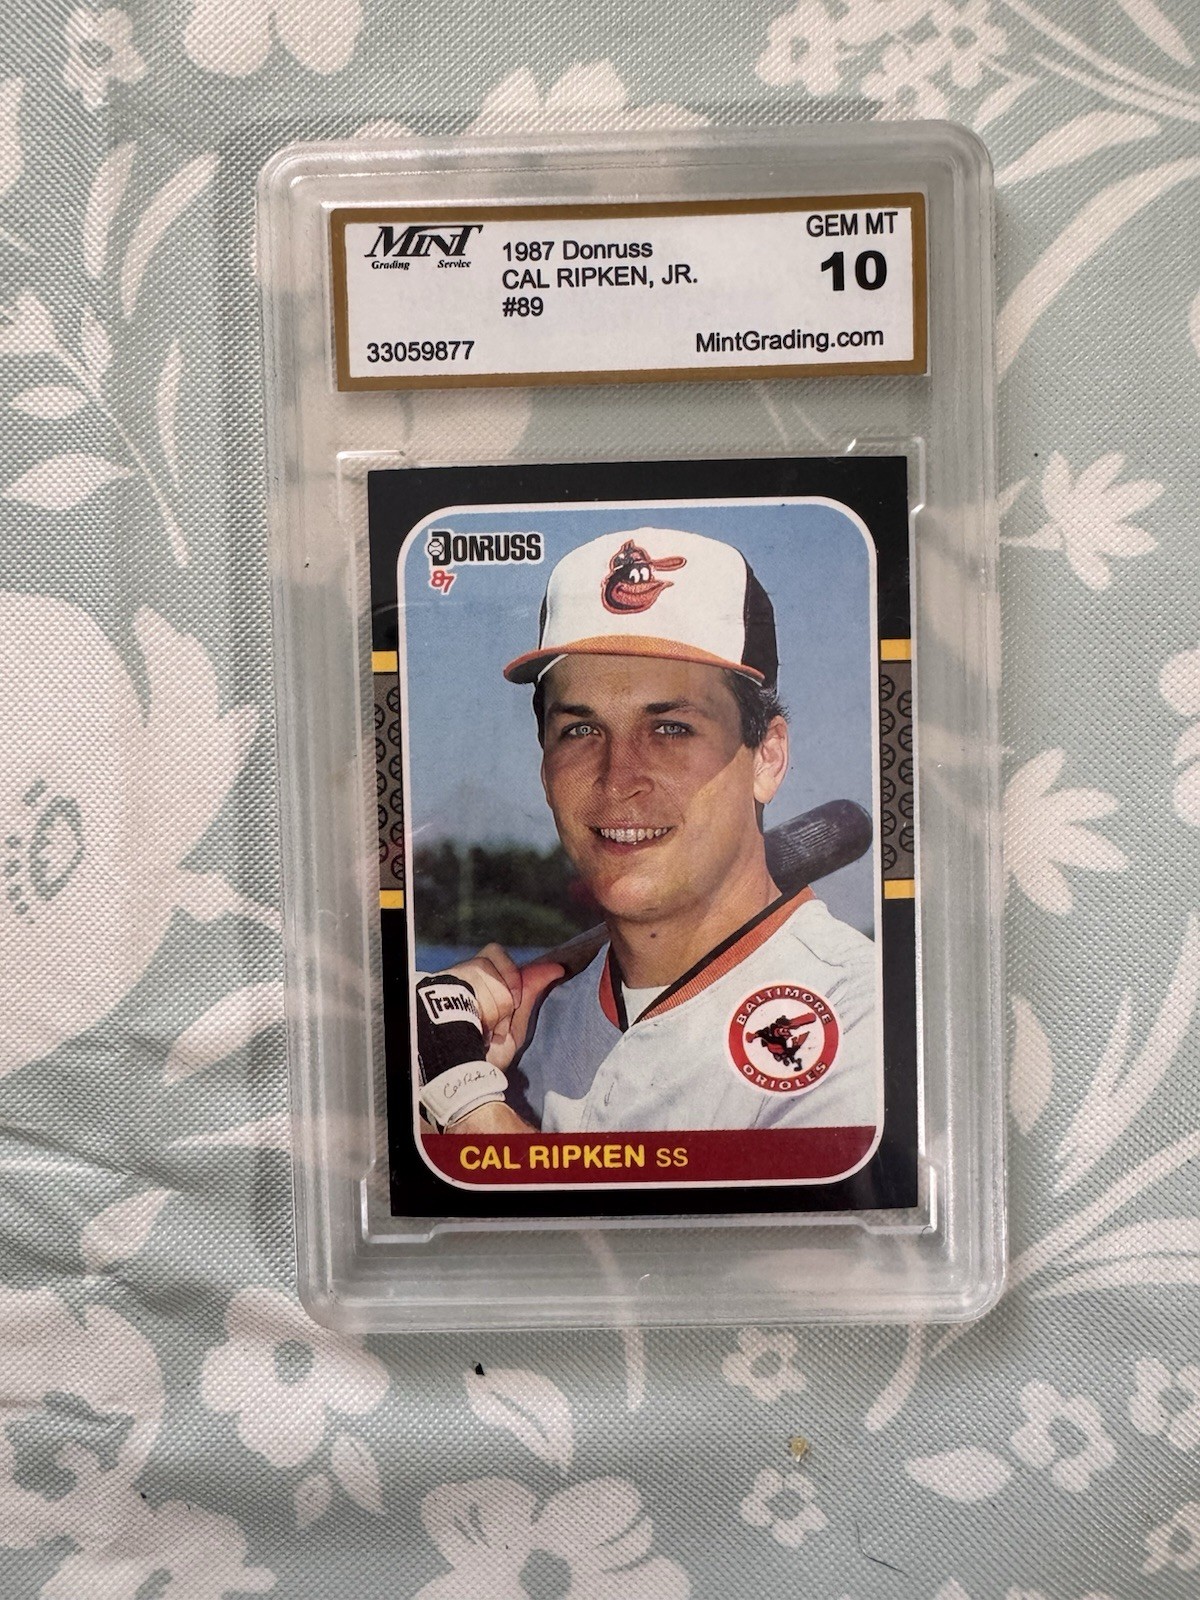 MINT
Grading Service
1987 Donruss
CAL RIPKEN, JR.
#89
GEM MT
10
33059877
MintGrading.com
DONRUSS
87
Frankl
BALTIMORE
ORIOLES
CAL RIPKEN SS